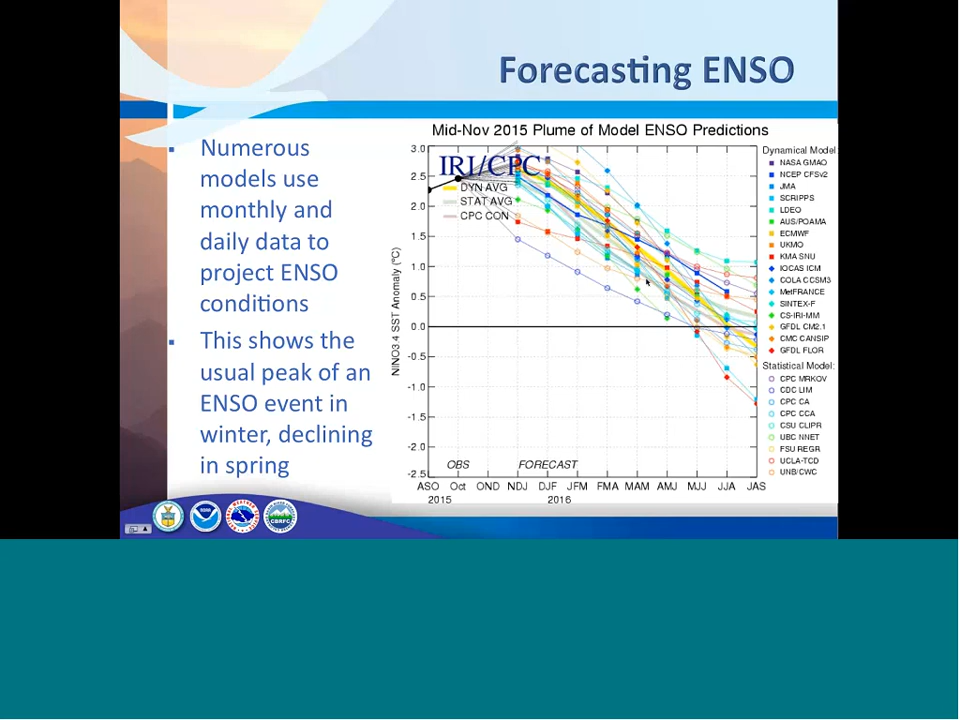 Forecasting ENSO
Numerous
models use
monthly and
daily data to
project ENSO
conditions
This shows the
usual peak of an
ENSO event in
winter, declining
in spring
Mid-Nov 2015 Plume of Model ENSO Predictions
IRI/CPC
DYN AVG
STAT AVG
CPC CON
NINO3.4 SST Anomaly (°C)
3.0
2.5
2.0
1.5
1.0
0.5
0.0
-0.5
-1.0
-1.5
-2.0
-2.5
OBS FORECAST
ASO Oct OND NDJ DJF JFM FMA MAM AMJ MJJ JJA JAS
2015 2016
Dynamical Model:
NASA GMAO
NCEP CFSv2
JMA
SCRIPPS
LDEO
AUS/POAMA
ECMWF
UKMO
KMA SNU
IOCAS ICM
COLA CCSM3
MetFRANCE
SINTEX-F
CS-IRI-MM
GFDL CM2.1
CMC CANSIP
GFDL FLOR
Statistical Model:
CPC MRKOV
CDC LIM
CPC CA
CPC CCA
CSU CLIPR
UBC NNET
FSU REGR
UCLA-TCD
UNB/CWC
NOAA
CBRFC